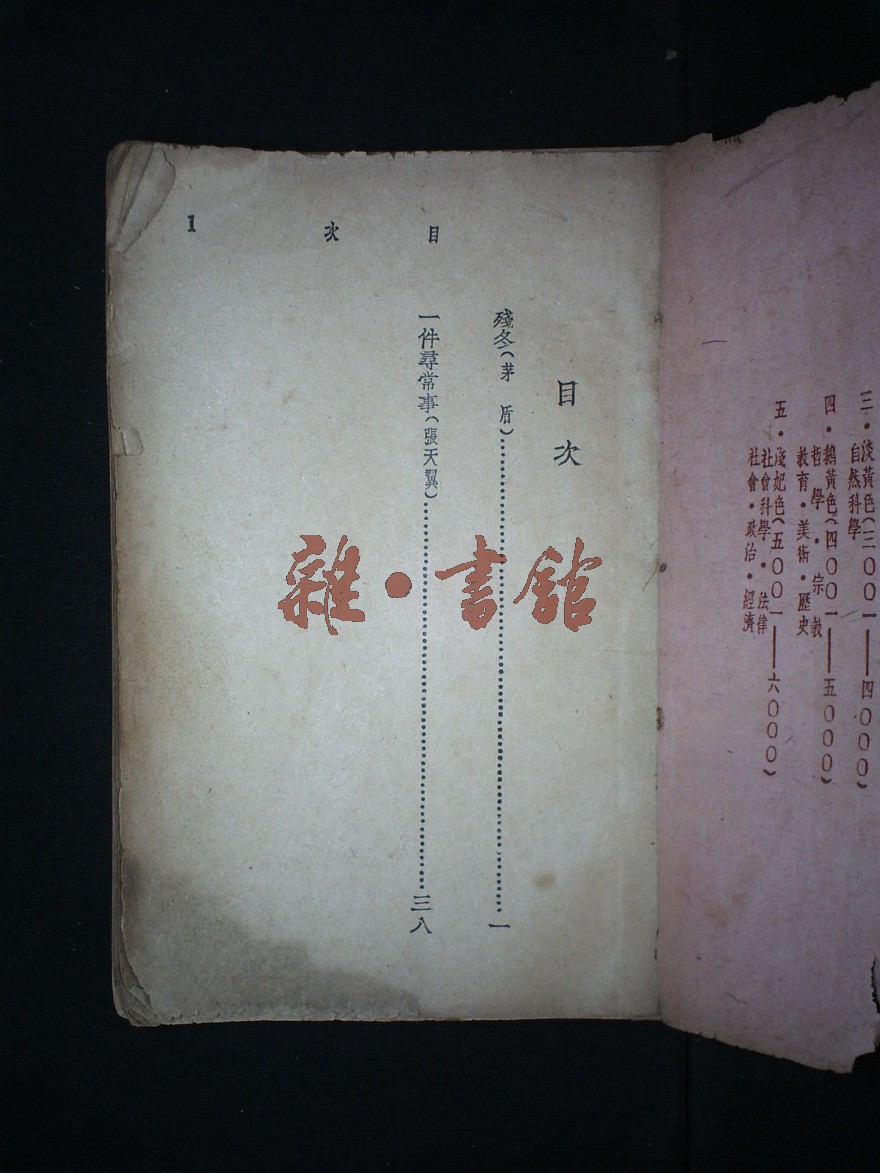 三・淡黃色(三〇〇一——四〇〇〇)
自然科學
四・鵝黃色(四〇〇一——五〇〇〇)
哲學・宗教
教育・美術・歷史
五・淺妃色(五〇〇一——六〇〇〇)
社會科學・法律
社會・政治・經濟
目次
1
目次
殘冬(茅 盾)………………一
一件尋常事(張天翼)………………三八
雜・書館